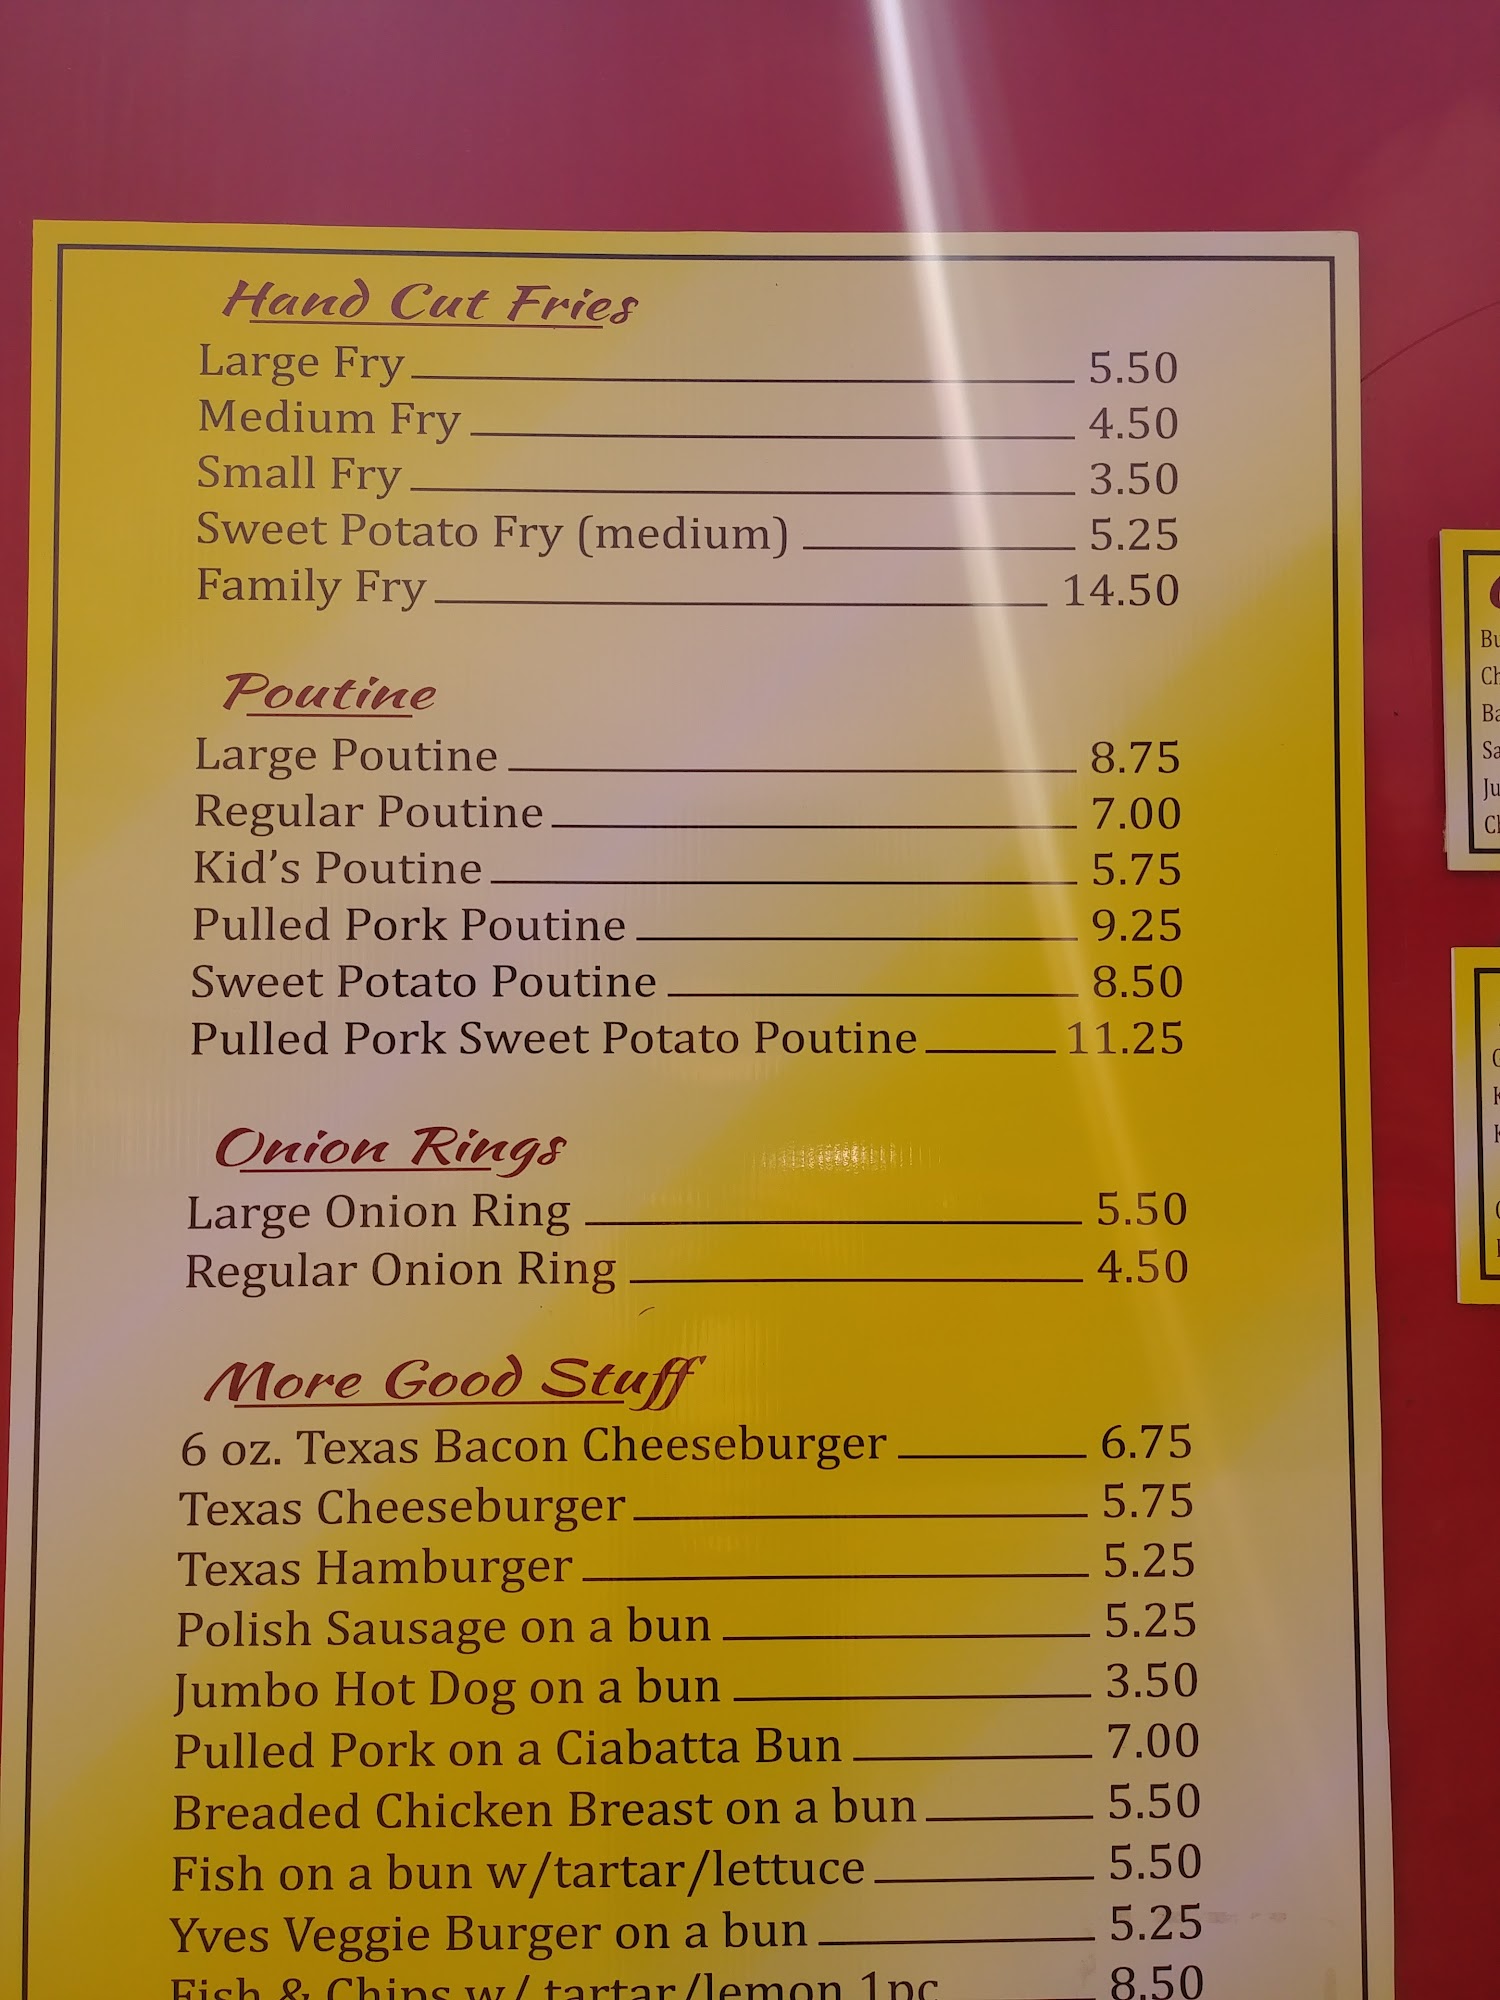 Hand Cut Fries
Large Fry 5.50
Medium Fry 4.50
Small Fry 3.50
Sweet Potato Fry (medium) 5.25
Family Fry 14.50
Poutine
Large Poutine 8.75
Regular Poutine 7.00
Kid's Poutine 5.75
Pulled Pork Poutine 9.25
Sweet Potato Poutine 8.50
Pulled Pork Sweet Potato Poutine 11.25
Onion Rings
Large Onion Ring 5.50
Regular Onion Ring 4.50
More Good Stuff
6 oz. Texas Bacon Cheeseburger 6.75
Texas Cheeseburger 5.75
Texas Hamburger 5.25
Polish Sausage on a bun 5.25
Jumbo Hot Dog on a bun 3.50
Pulled Pork on a Ciabatta Bun 7.00
Breaded Chicken Breast on a bun 5.50
Fish on a bun w/tartar/lettuce 5.50
Yves Veggie Burger on a bun 5.25
Fish & Chips w/ tartar/lemon 1pc 8.50